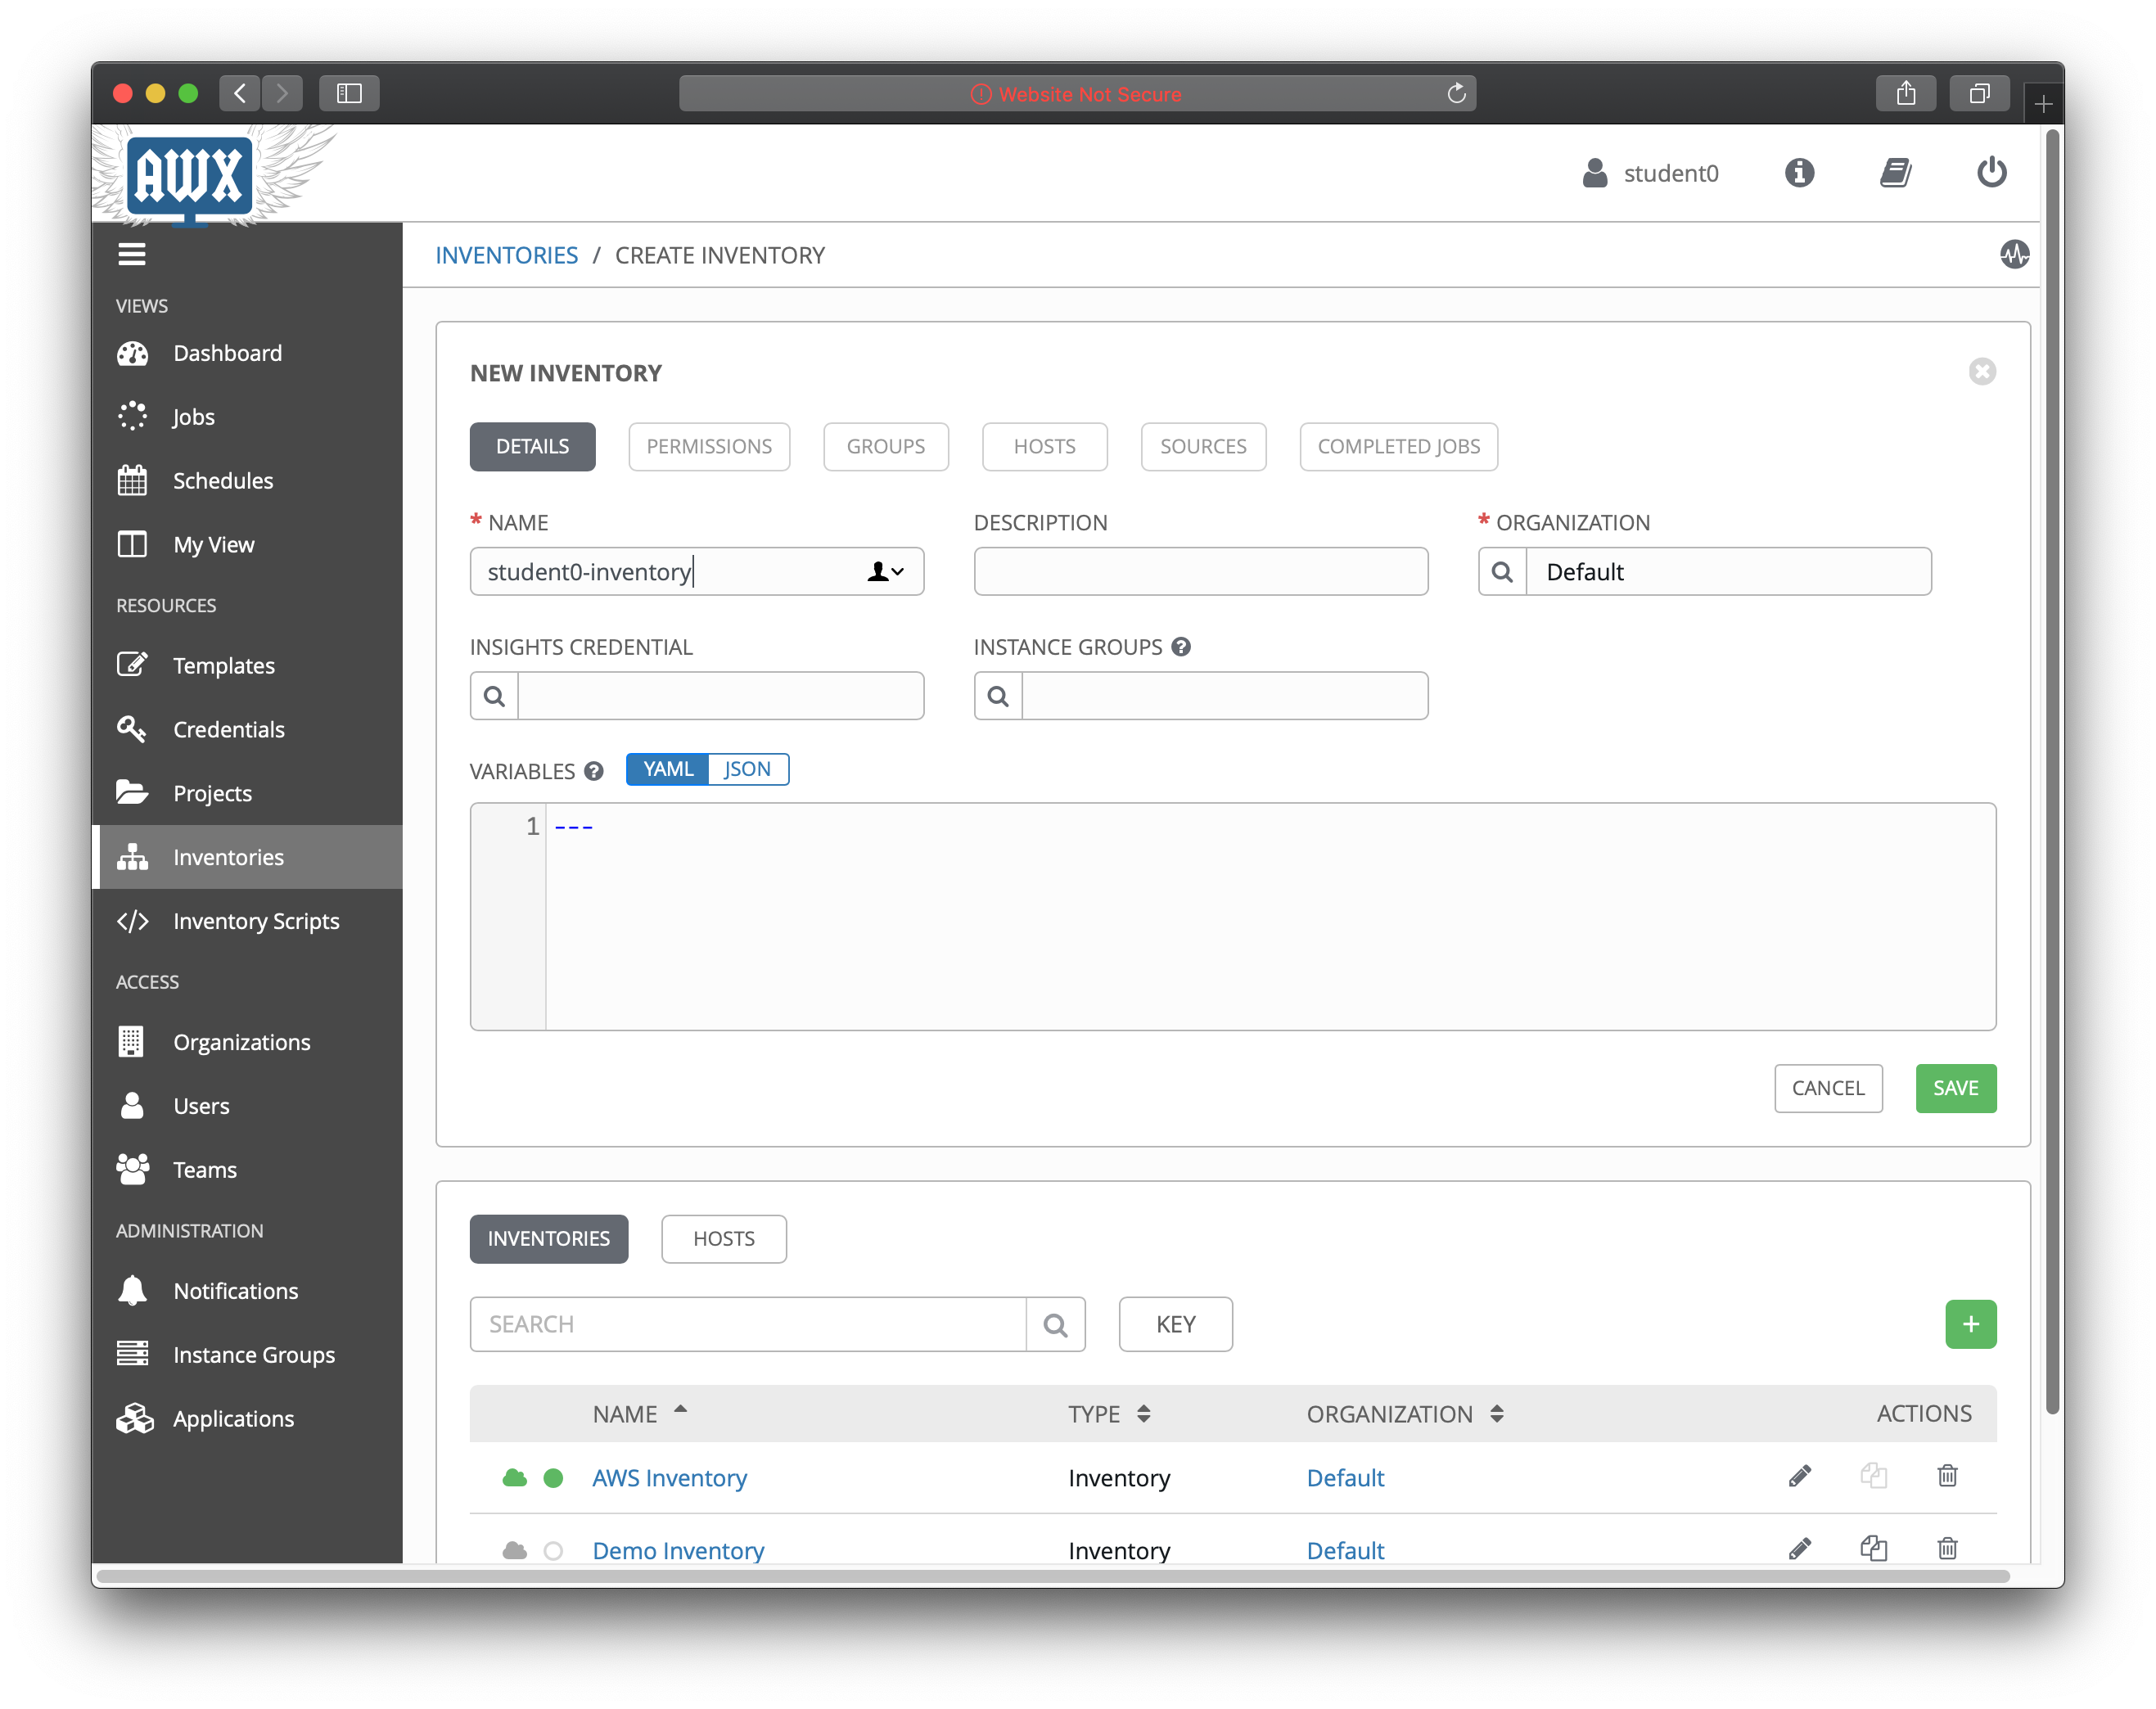 Website Not Secure
AWX
student0
VIEWS
Dashboard
Jobs
Schedules
My View
RESOURCES
Templates
Credentials
Projects
Inventories
Inventory Scripts
ACCESS
Organizations
Users
Teams
ADMINISTRATION
Notifications
Instance Groups
Applications
INVENTORIES / CREATE INVENTORY
NEW INVENTORY
DETAILS PERMISSIONS GROUPS HOSTS SOURCES COMPLETED JOBS
* NAME DESCRIPTION * ORGANIZATION
student0-inventory Default
INSIGHTS CREDENTIAL INSTANCE GROUPS ?
VARIABLES ? YAML JSON
1 ---
CANCEL SAVE
INVENTORIES HOSTS
SEARCH KEY +
NAME TYPE ORGANIZATION ACTIONS
AWS Inventory Inventory Default
Demo Inventory Inventory Default